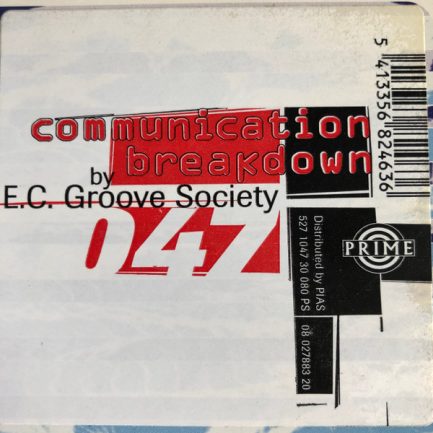 communication
breakdown
by
E.C. Groove Society
047
5 413356 824636
PRIME
Distributed by PIAS
527 1047 30 080 PS
08 027883 20